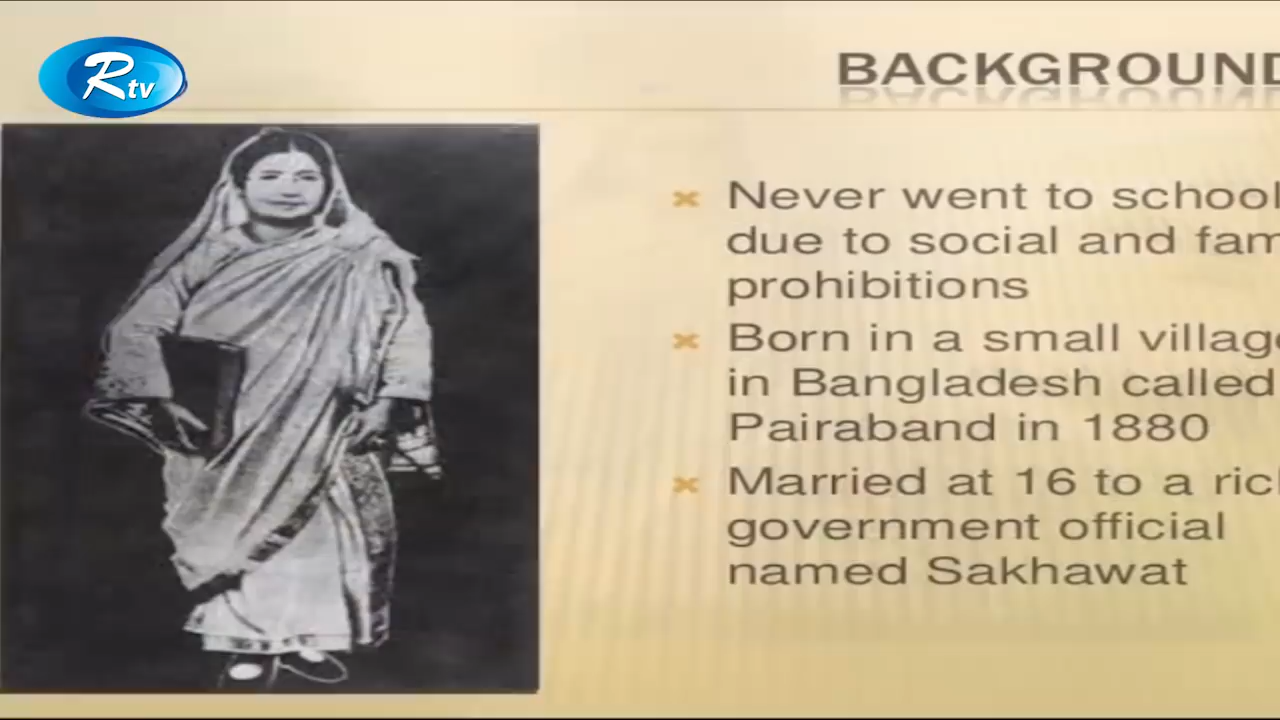 Rtv
BACKGROUND
Never went to school
due to social and fam
prohibitions
Born in a small village
in Bangladesh called
Pairaband in 1880
Married at 16 to a rich
government official
named Sakhawat